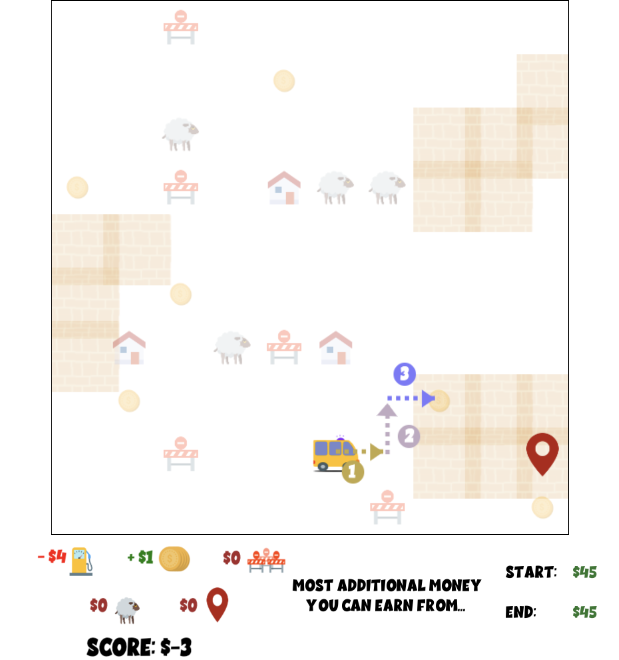 3
2
1
- $4
+ $1
$0
$0
$0
SCORE: $-3
MOST ADDITIONAL MONEY
YOU CAN EARN FROM...
START: $45
END: $45